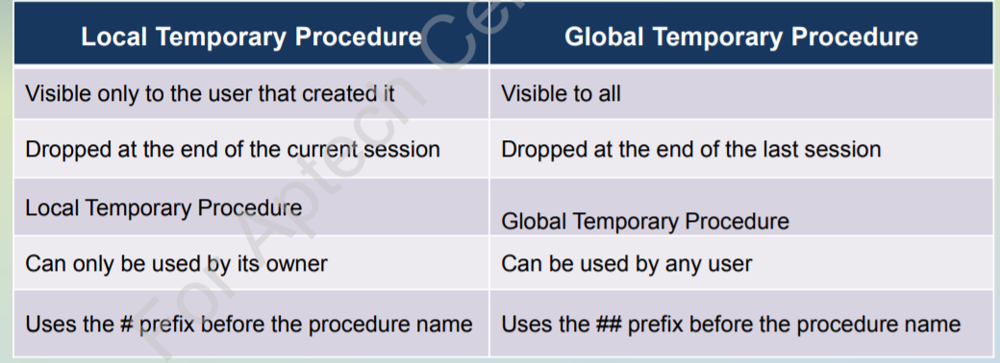 Local Temporary Procedure
Global Temporary Procedure
Visible only to the user that created it
Visible to all
Dropped at the end of the current session
Dropped at the end of the last session
Local Temporary Procedure
Global Temporary Procedure
Can only be used by its owner
Can be used by any user
Uses the # prefix before the procedure name
Uses the ## prefix before the procedure name
For Aptech